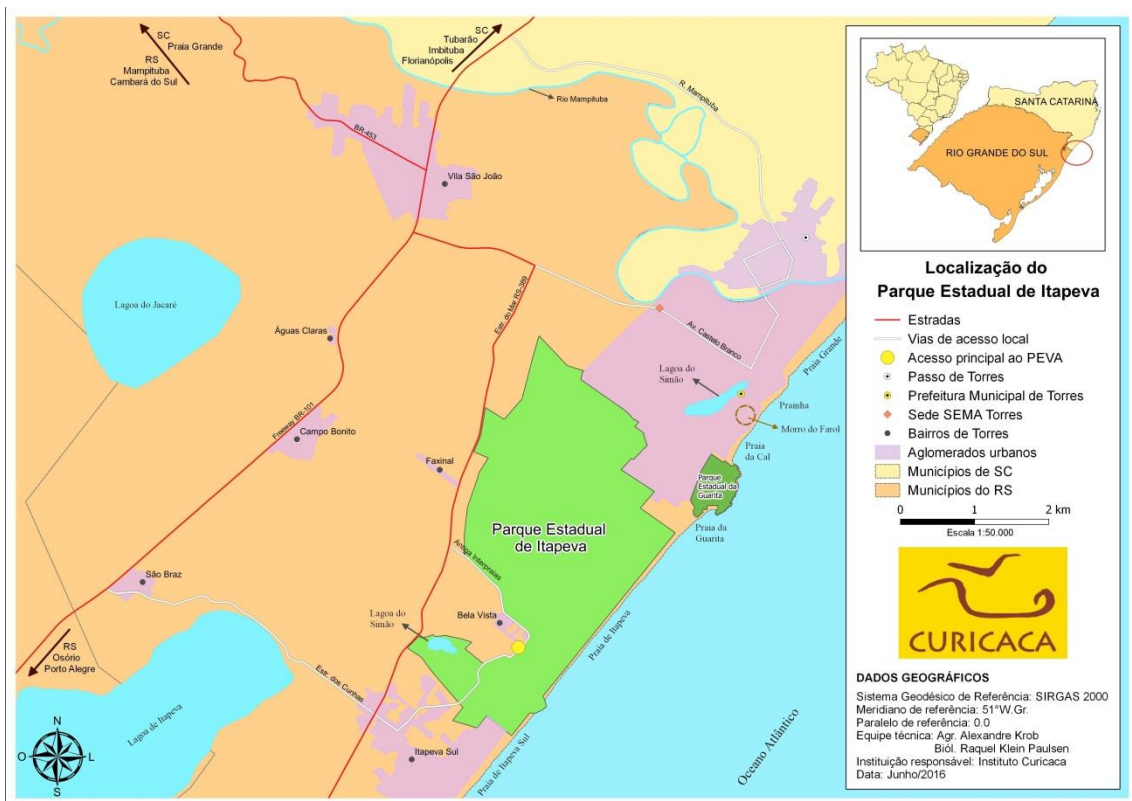 SC
Praia Grande
RS
Mampituba
Cambará do Sul
SC
Tubarão
Imbituba
Florianópolis
Rio Mampituba
R. Mampituba
BR-453
Vila São João
Lagoa do Jacaré
Águas Claras
Estr. do Mar RS-389
Av. Castelo Branco
Praia Grande
Lagoa do
Simão
Prainha
Morro do Farol
Praia
da Cal
Freeway BR-101
Campo Bonito
Faxinal
Parque
Estadual da
Guarita
Praia da
Guarita
Parque Estadual
de Itapeva
Antiga Interpraias
São Braz
Bela Vista
Lagoa do
Simão
Praia de Itapeva
RS
Osório
Porto Alegre
Estr. dos Cunhas
Lagoa de Itapeva
Itapeva Sul
Praia de Itapeva Sul
Oceano Atlântico
N
O
L
S
SANTA CATARINA
RIO GRANDE DO SUL
Localização do
Parque Estadual de Itapeva
Estradas
Vias de acesso local
Acesso principal ao PEVA
Passo de Torres
Prefeitura Municipal de Torres
Sede SEMA Torres
Bairros de Torres
Aglomerados urbanos
Municípios de SC
Municípios do RS
0 1 2 km
Escala 1:50.000
CURICACA
DADOS GEOGRÁFICOS
Sistema Geodésico de Referência: SIRGAS 2000
Meridiano de referência: 51°W.Gr.
Paralelo de referência: 0.0
Equipe técnica: Agr. Alexandre Krob
Biól. Raquel Klein Paulsen
Instituição responsável: Instituto Curicaca
Data: Junho/2016